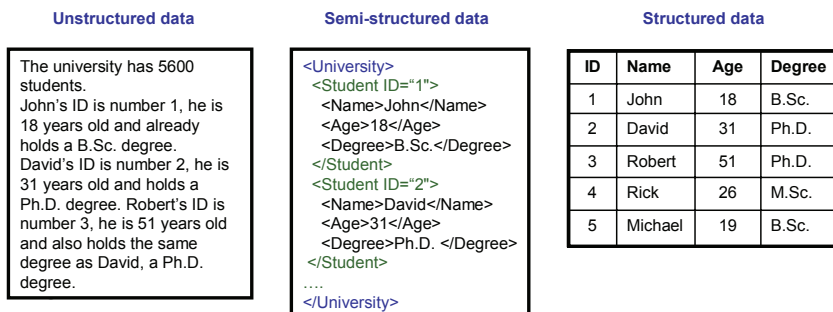 Unstructured data
The university has 5600
students.
John's ID is number 1, he is
18 years old and already
holds a B.Sc. degree.
David's ID is number 2, he is
31 years old and holds a
Ph.D. degree. Robert's ID is
number 3, he is 51 years old
and also holds the same
degree as David, a Ph.D.
degree.
Semi-structured data
<University>
<Student ID=“1">
<Name>John</Name>
<Age>18</Age>
<Degree>B.Sc.</Degree>
</Student>
<Student ID=“2">
<Name>David</Name>
<Age>31</Age>
<Degree>Ph.D. </Degree>
</Student>
….
</University>
Structured data
ID Name Age Degree
1 John 18 B.Sc.
2 David 31 Ph.D.
3 Robert 51 Ph.D.
4 Rick 26 M.Sc.
5 Michael 19 B.Sc.